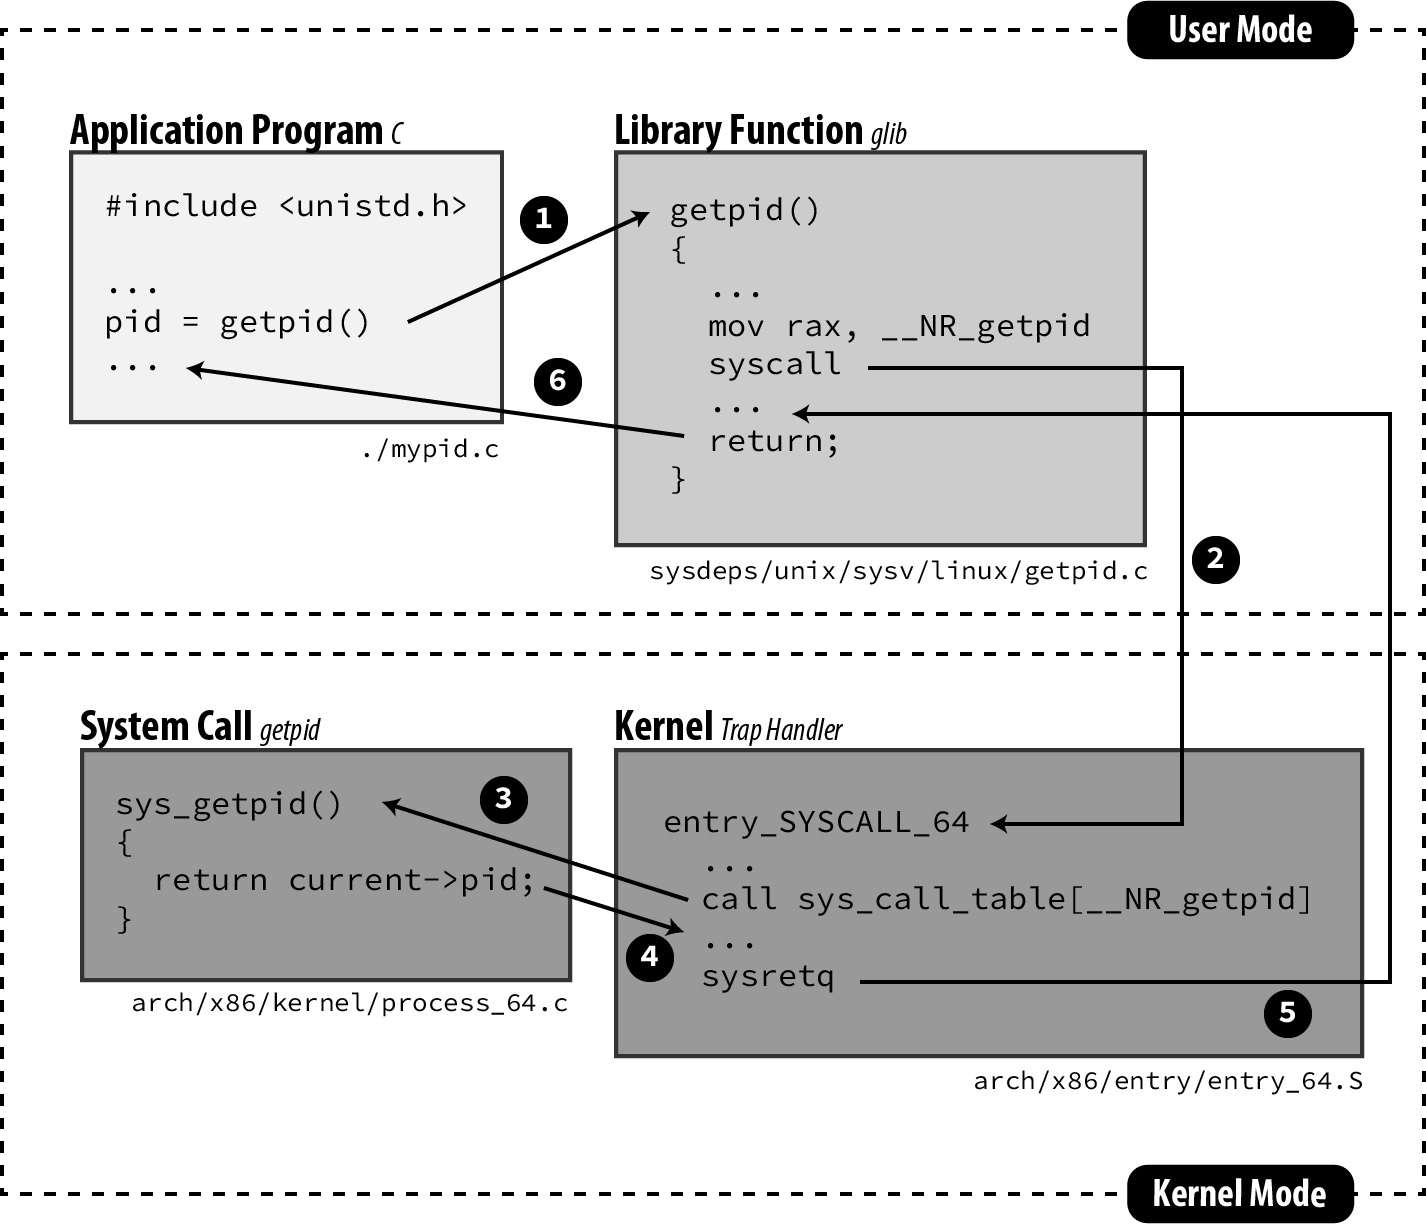 User Mode
Application Program C
#include <unistd.h>
...
pid = getpid()
...
./mypid.c
1
6
Library Function glib
getpid()
{
...
mov rax, __NR_getpid
syscall
...
return;
}
sysdeps/unix/sysv/linux/getpid.c
2
System Call getpid
sys_getpid()
{
return current->pid;
}
arch/x86/kernel/process_64.c
3
4
Kernel Trap Handler
entry_SYSCALL_64
...
call sys_call_table[__NR_getpid]
...
sysretq
5
arch/x86/entry/entry_64.S
Kernel Mode